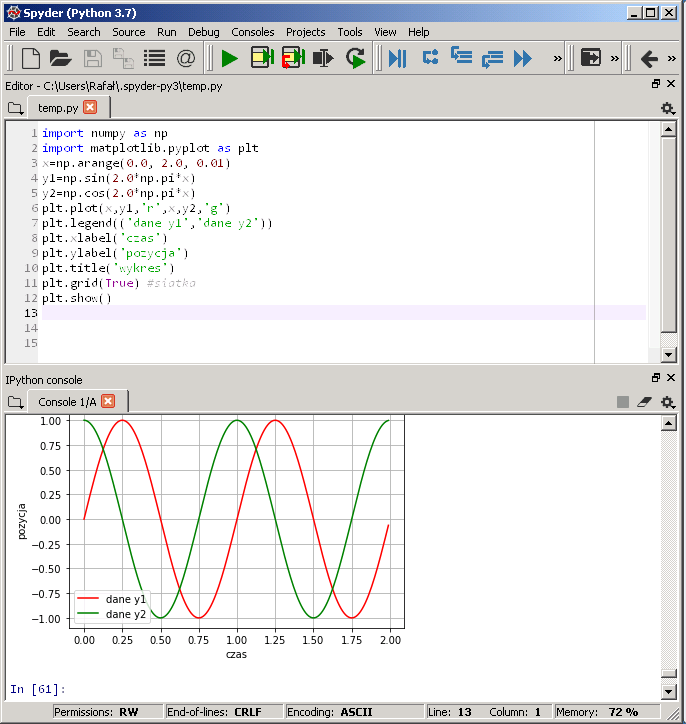 Spyder (Python 3.7)
File Edit Search Source Run Debug Consoles Projects Tools View Help
Editor - C:\Users\Rafał\.spyder-py3\temp.py
temp.py
1 import numpy as np
2 import matplotlib.pyplot as plt
3 x=np.arange(0.0, 2.0, 0.01)
4 y1=np.sin(2.0*np.pi*x)
5 y2=np.cos(2.0*np.pi*x)
6 plt.plot(x,y1,'r',x,y2,'g')
7 plt.legend(('dane y1','dane y2'))
8 plt.xlabel('czas')
9 plt.ylabel('pozycja')
10 plt.title('wykres')
11 plt.grid(True) #siatka
12 plt.show()
13
14
15
IPython console
Console 1/A
1.00
0.75
0.50
0.25
0.00
−0.25
−0.50
−0.75
−1.00
pozycja
dane y1
dane y2
0.00 0.25 0.50 0.75 1.00 1.25 1.50 1.75 2.00
czas
In [61]:
Permissions: RW End-of-lines: CRLF Encoding: ASCII Line: 13 Column: 1 Memory: 72 %